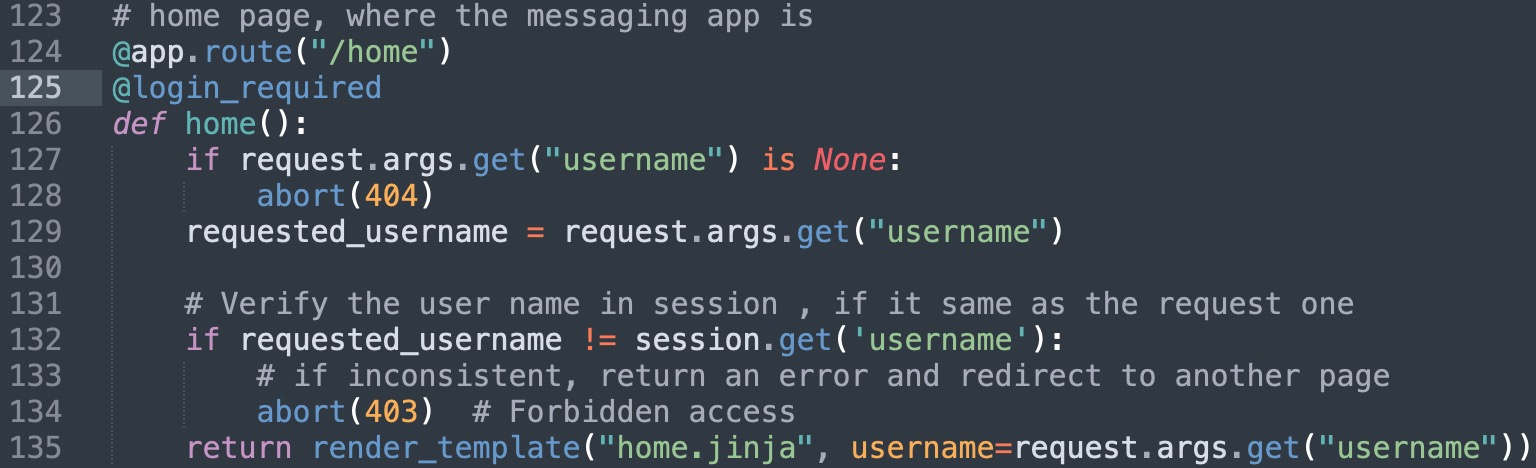 123 # home page, where the messaging app is
124 @app.route("/home")
125 @login_required
126 def home():
127     if request.args.get("username") is None:
128         abort(404)
129     requested_username = request.args.get("username")
130
131     # Verify the user name in session , if it same as the request one
132     if requested_username != session.get('username'):
133         # if inconsistent, return an error and redirect to another page
134         abort(403)  # Forbidden access
135     return render_template("home.jinja", username=request.args.get("username"))